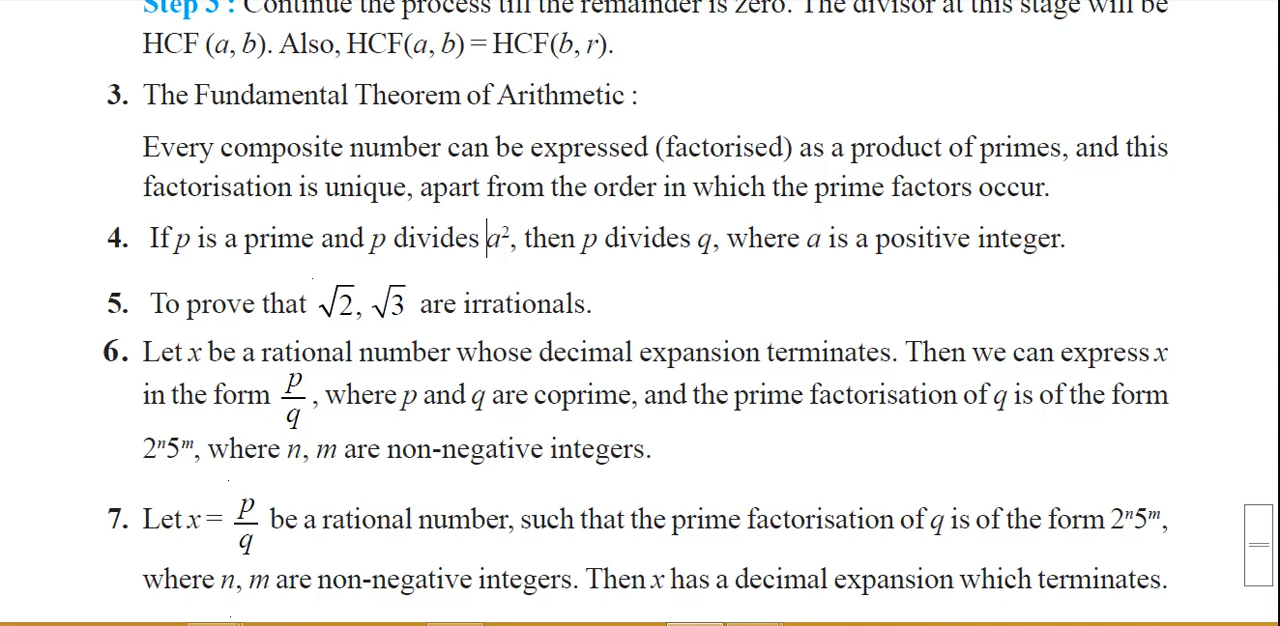 Step 3 : Continue the process till the remainder is zero. The divisor at this stage will be
HCF (a, b). Also, HCF(a, b) = HCF(b, r).
3. The Fundamental Theorem of Arithmetic :
Every composite number can be expressed (factorised) as a product of primes, and this
factorisation is unique, apart from the order in which the prime factors occur.
4. If p is a prime and p divides a², then p divides q, where a is a positive integer.
5. To prove that √2, √3 are irrationals.
6. Let x be a rational number whose decimal expansion terminates. Then we can express x
in the form p/q, where p and q are coprime, and the prime factorisation of q is of the form
2ⁿ5ᵐ, where n, m are non-negative integers.
7. Let x = p/q be a rational number, such that the prime factorisation of q is of the form 2ⁿ5ᵐ,
where n, m are non-negative integers. Then x has a decimal expansion which terminates.